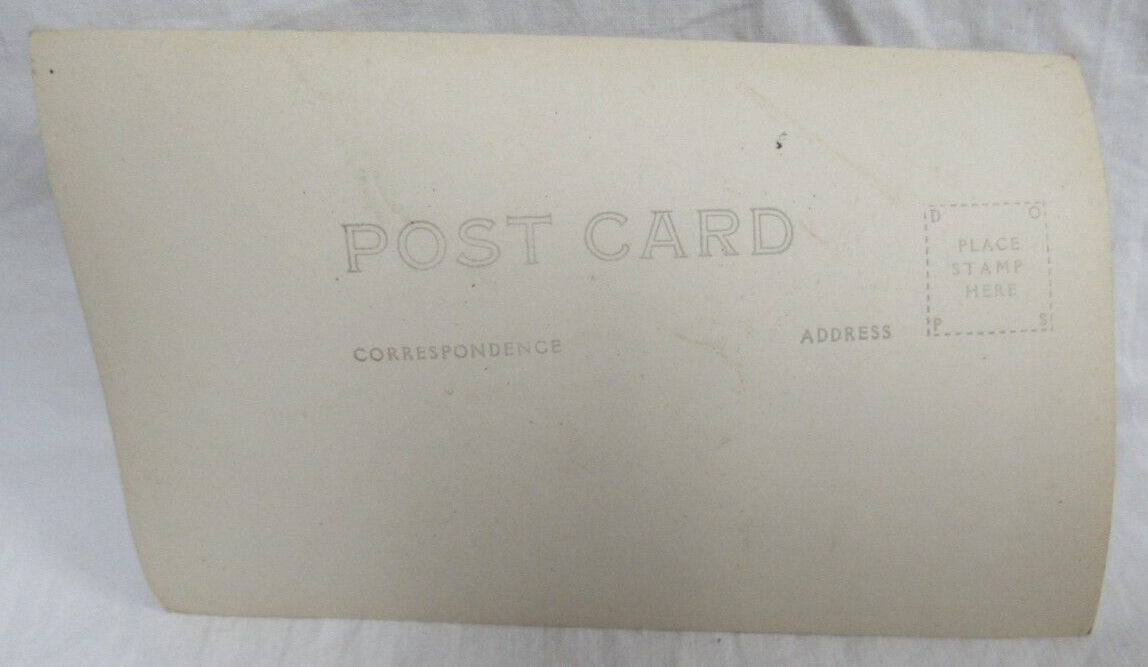 POST CARD
D O
PLACE
STAMP
HERE
P S
CORRESPONDENCE
ADDRESS